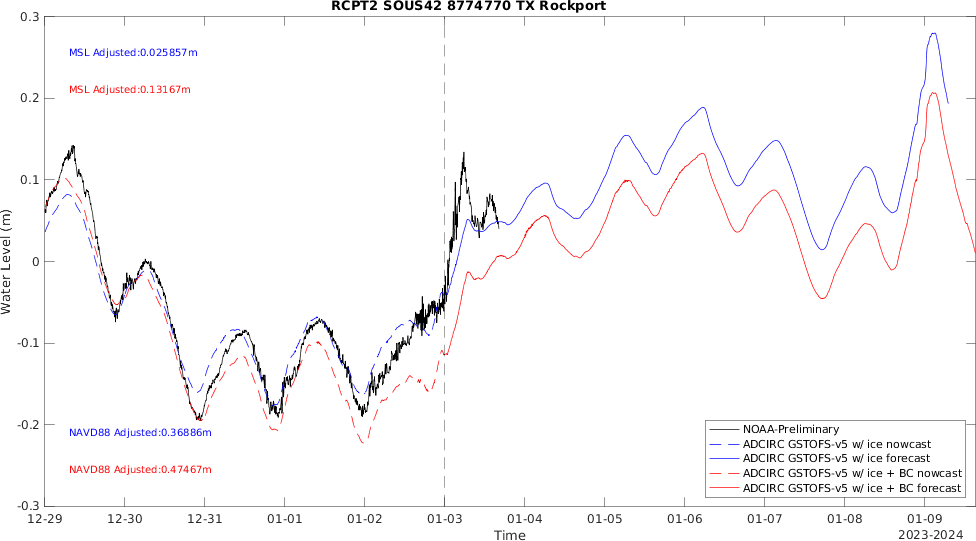 RCPT2 SOUS42 8774770 TX Rockport
0.3
0.2
0.1
0
-0.1
-0.2
-0.3
Water Level (m)
MSL Adjusted:0.025857m
MSL Adjusted:0.13167m
NAVD88 Adjusted:0.36886m
NAVD88 Adjusted:0.47467m
NOAA-Preliminary
ADCIRC GSTOFS-v5 w/ ice nowcast
ADCIRC GSTOFS-v5 w/ ice forecast
ADCIRC GSTOFS-v5 w/ ice + BC nowcast
ADCIRC GSTOFS-v5 w/ ice + BC forecast
12-29 12-30 12-31 01-01 01-02 01-03 01-04 01-05 01-06 01-07 01-08 01-09
Time
2023-2024